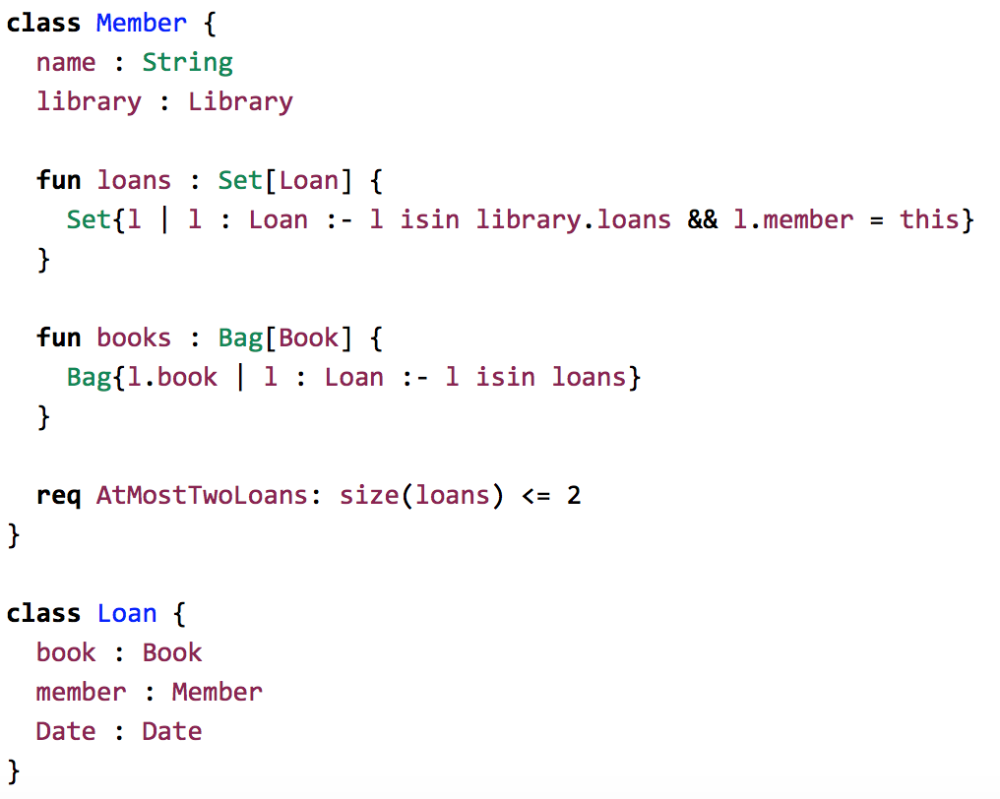 class Member {
  name : String
  library : Library

  fun loans : Set[Loan] {
    Set{l | l : Loan :- l isin library.loans && l.member = this}
  }

  fun books : Bag[Book] {
    Bag{l.book | l : Loan :- l isin loans}
  }

  req AtMostTwoLoans: size(loans) <= 2
}

class Loan {
  book : Book
  member : Member
  Date : Date
}